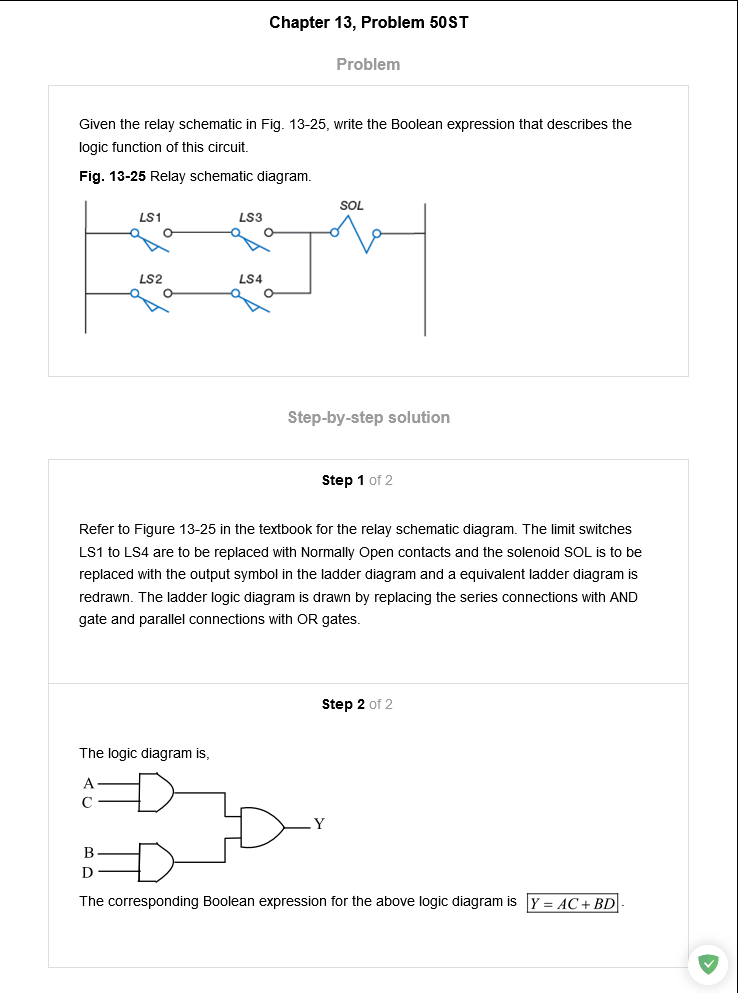 Chapter 13, Problem 50ST
Problem
Given the relay schematic in Fig. 13-25, write the Boolean expression that describes the
logic function of this circuit.
Fig. 13-25 Relay schematic diagram.
SOL
LS1 LS3
LS2 LS4
Step-by-step solution
Step 1 of 2
Refer to Figure 13-25 in the textbook for the relay schematic diagram. The limit switches
LS1 to LS4 are to be replaced with Normally Open contacts and the solenoid SOL is to be
replaced with the output symbol in the ladder diagram and a equivalent ladder diagram is
redrawn. The ladder logic diagram is drawn by replacing the series connections with AND
gate and parallel connections with OR gates.
Step 2 of 2
The logic diagram is,
A
C
Y
B
D
The corresponding Boolean expression for the above logic diagram is Y = AC + BD.